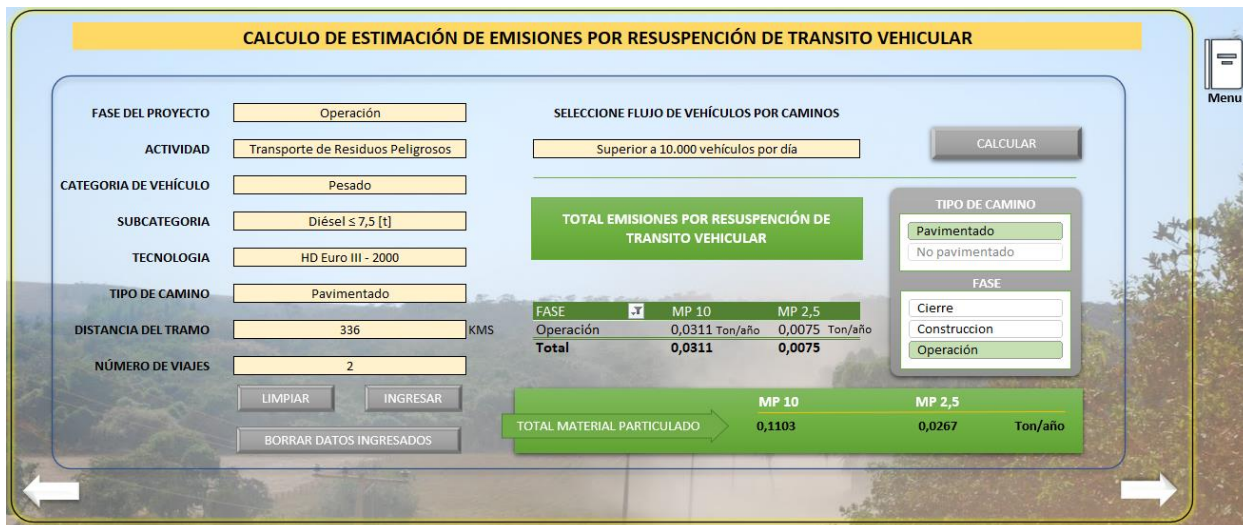 CALCULO DE ESTIMACIÓN DE EMISIONES POR RESUSPENCIÓN DE TRANSITO VEHICULAR
Menu
FASE DEL PROYECTO Operación
ACTIVIDAD Transporte de Residuos Peligrosos
CATEGORIA DE VEHÍCULO Pesado
SUBCATEGORIA Diésel ≤ 7,5 [t]
TECNOLOGIA HD Euro III - 2000
TIPO DE CAMINO Pavimentado
DISTANCIA DEL TRAMO 336 KMS
NÚMERO DE VIAJES 2
LIMPIAR INGRESAR
BORRAR DATOS INGRESADOS
SELECCIONE FLUJO DE VEHÍCULOS POR CAMINOS
Superior a 10.000 vehículos por día
CALCULAR
TOTAL EMISIONES POR RESUSPENCIÓN DE
TRANSITO VEHICULAR
TIPO DE CAMINO
Pavimentado
No pavimentado
FASE
Cierre
Construccion
Operación
FASE MP 10 MP 2,5
Operación 0,0311 Ton/año 0,0075 Ton/año
Total 0,0311 0,0075
MP 10 MP 2,5
TOTAL MATERIAL PARTICULADO 0,1103 0,0267 Ton/año